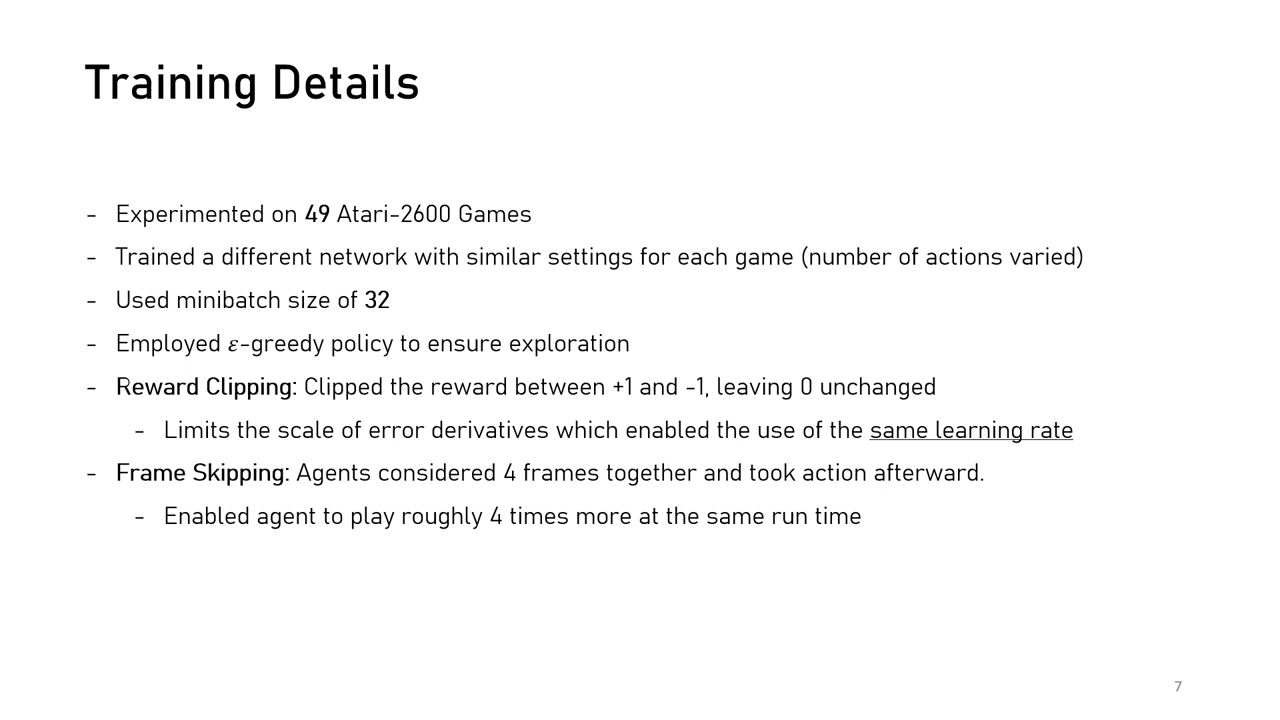 Training Details
- Experimented on 49 Atari-2600 Games
- Trained a different network with similar settings for each game (number of actions varied)
- Used minibatch size of 32
- Employed ε-greedy policy to ensure exploration
- Reward Clipping: Clipped the reward between +1 and -1, leaving 0 unchanged
- Limits the scale of error derivatives which enabled the use of the same learning rate
- Frame Skipping: Agents considered 4 frames together and took action afterward.
- Enabled agent to play roughly 4 times more at the same run time
7